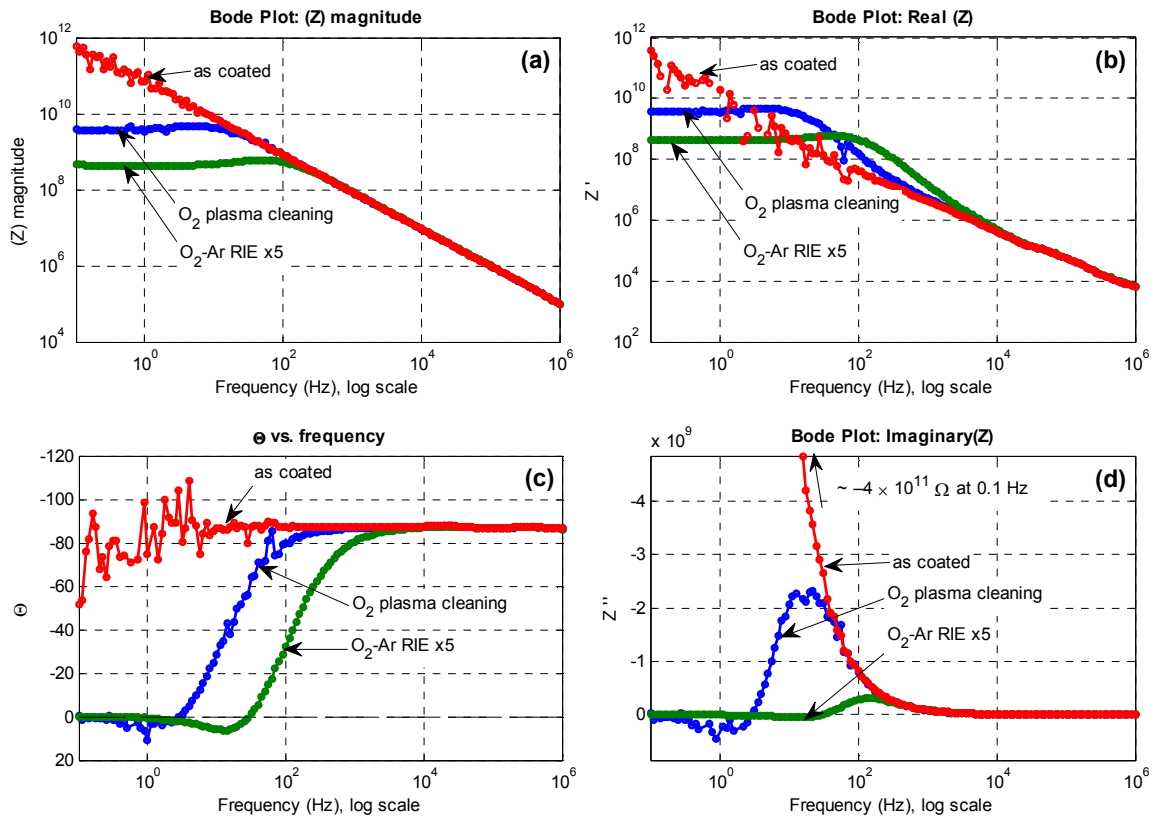 Bode Plot: (Z) magnitude
(a)
10^12
10^10
10^8
10^6
10^4
(Z) magnitude
as coated
O2 plasma cleaning
O2-Ar RIE x5
10^0
10^2
10^4
10^6
Frequency (Hz), log scale
Bode Plot: Real (Z)
(b)
10^12
10^10
10^8
10^6
10^4
10^2
Z '
as coated
O2 plasma cleaning
O2-Ar RIE x5
10^0
10^2
10^4
10^6
Frequency (Hz), log scale
Θ vs. frequency
(c)
-120
-100
-80
-60
-40
-20
0
20
Θ
as coated
O2 plasma cleaning
O2-Ar RIE x5
10^0
10^2
10^4
10^6
Frequency (Hz), log scale
Bode Plot: Imaginary(Z)
(d)
x 10^9
-4
-3
-2
-1
0
1
Z ''
~ −4 × 10^11 Ω at 0.1 Hz
as coated
O2 plasma cleaning
O2-Ar RIE x5
10^0
10^2
10^4
10^6
Frequency (Hz), log scale